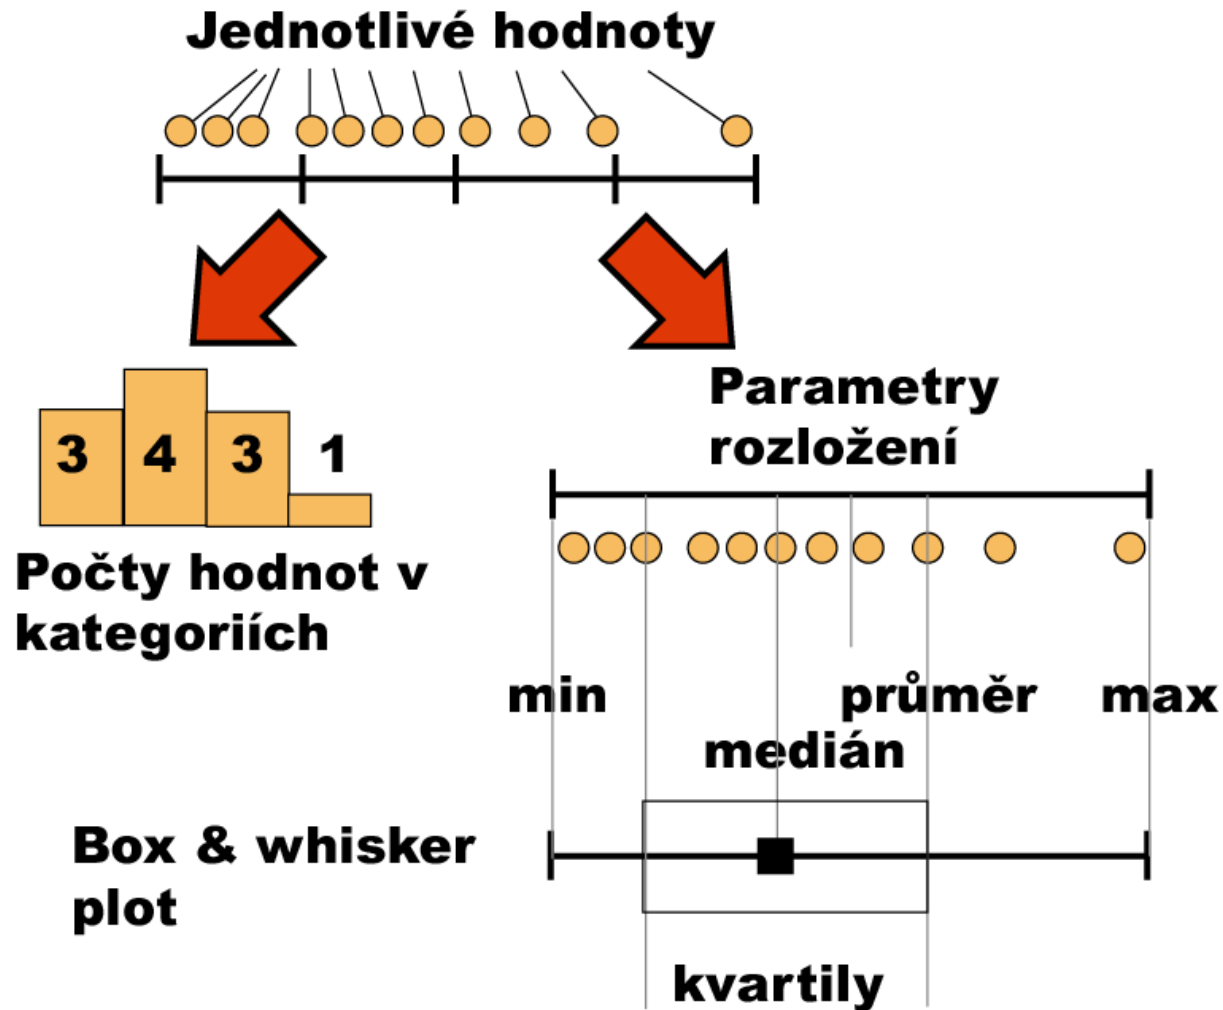 Jednotlivé hodnoty
3 4 3 1
Počty hodnot v
kategoriích
Parametry
rozložení
min průměr max
medián
Box & whisker
plot
kvartily